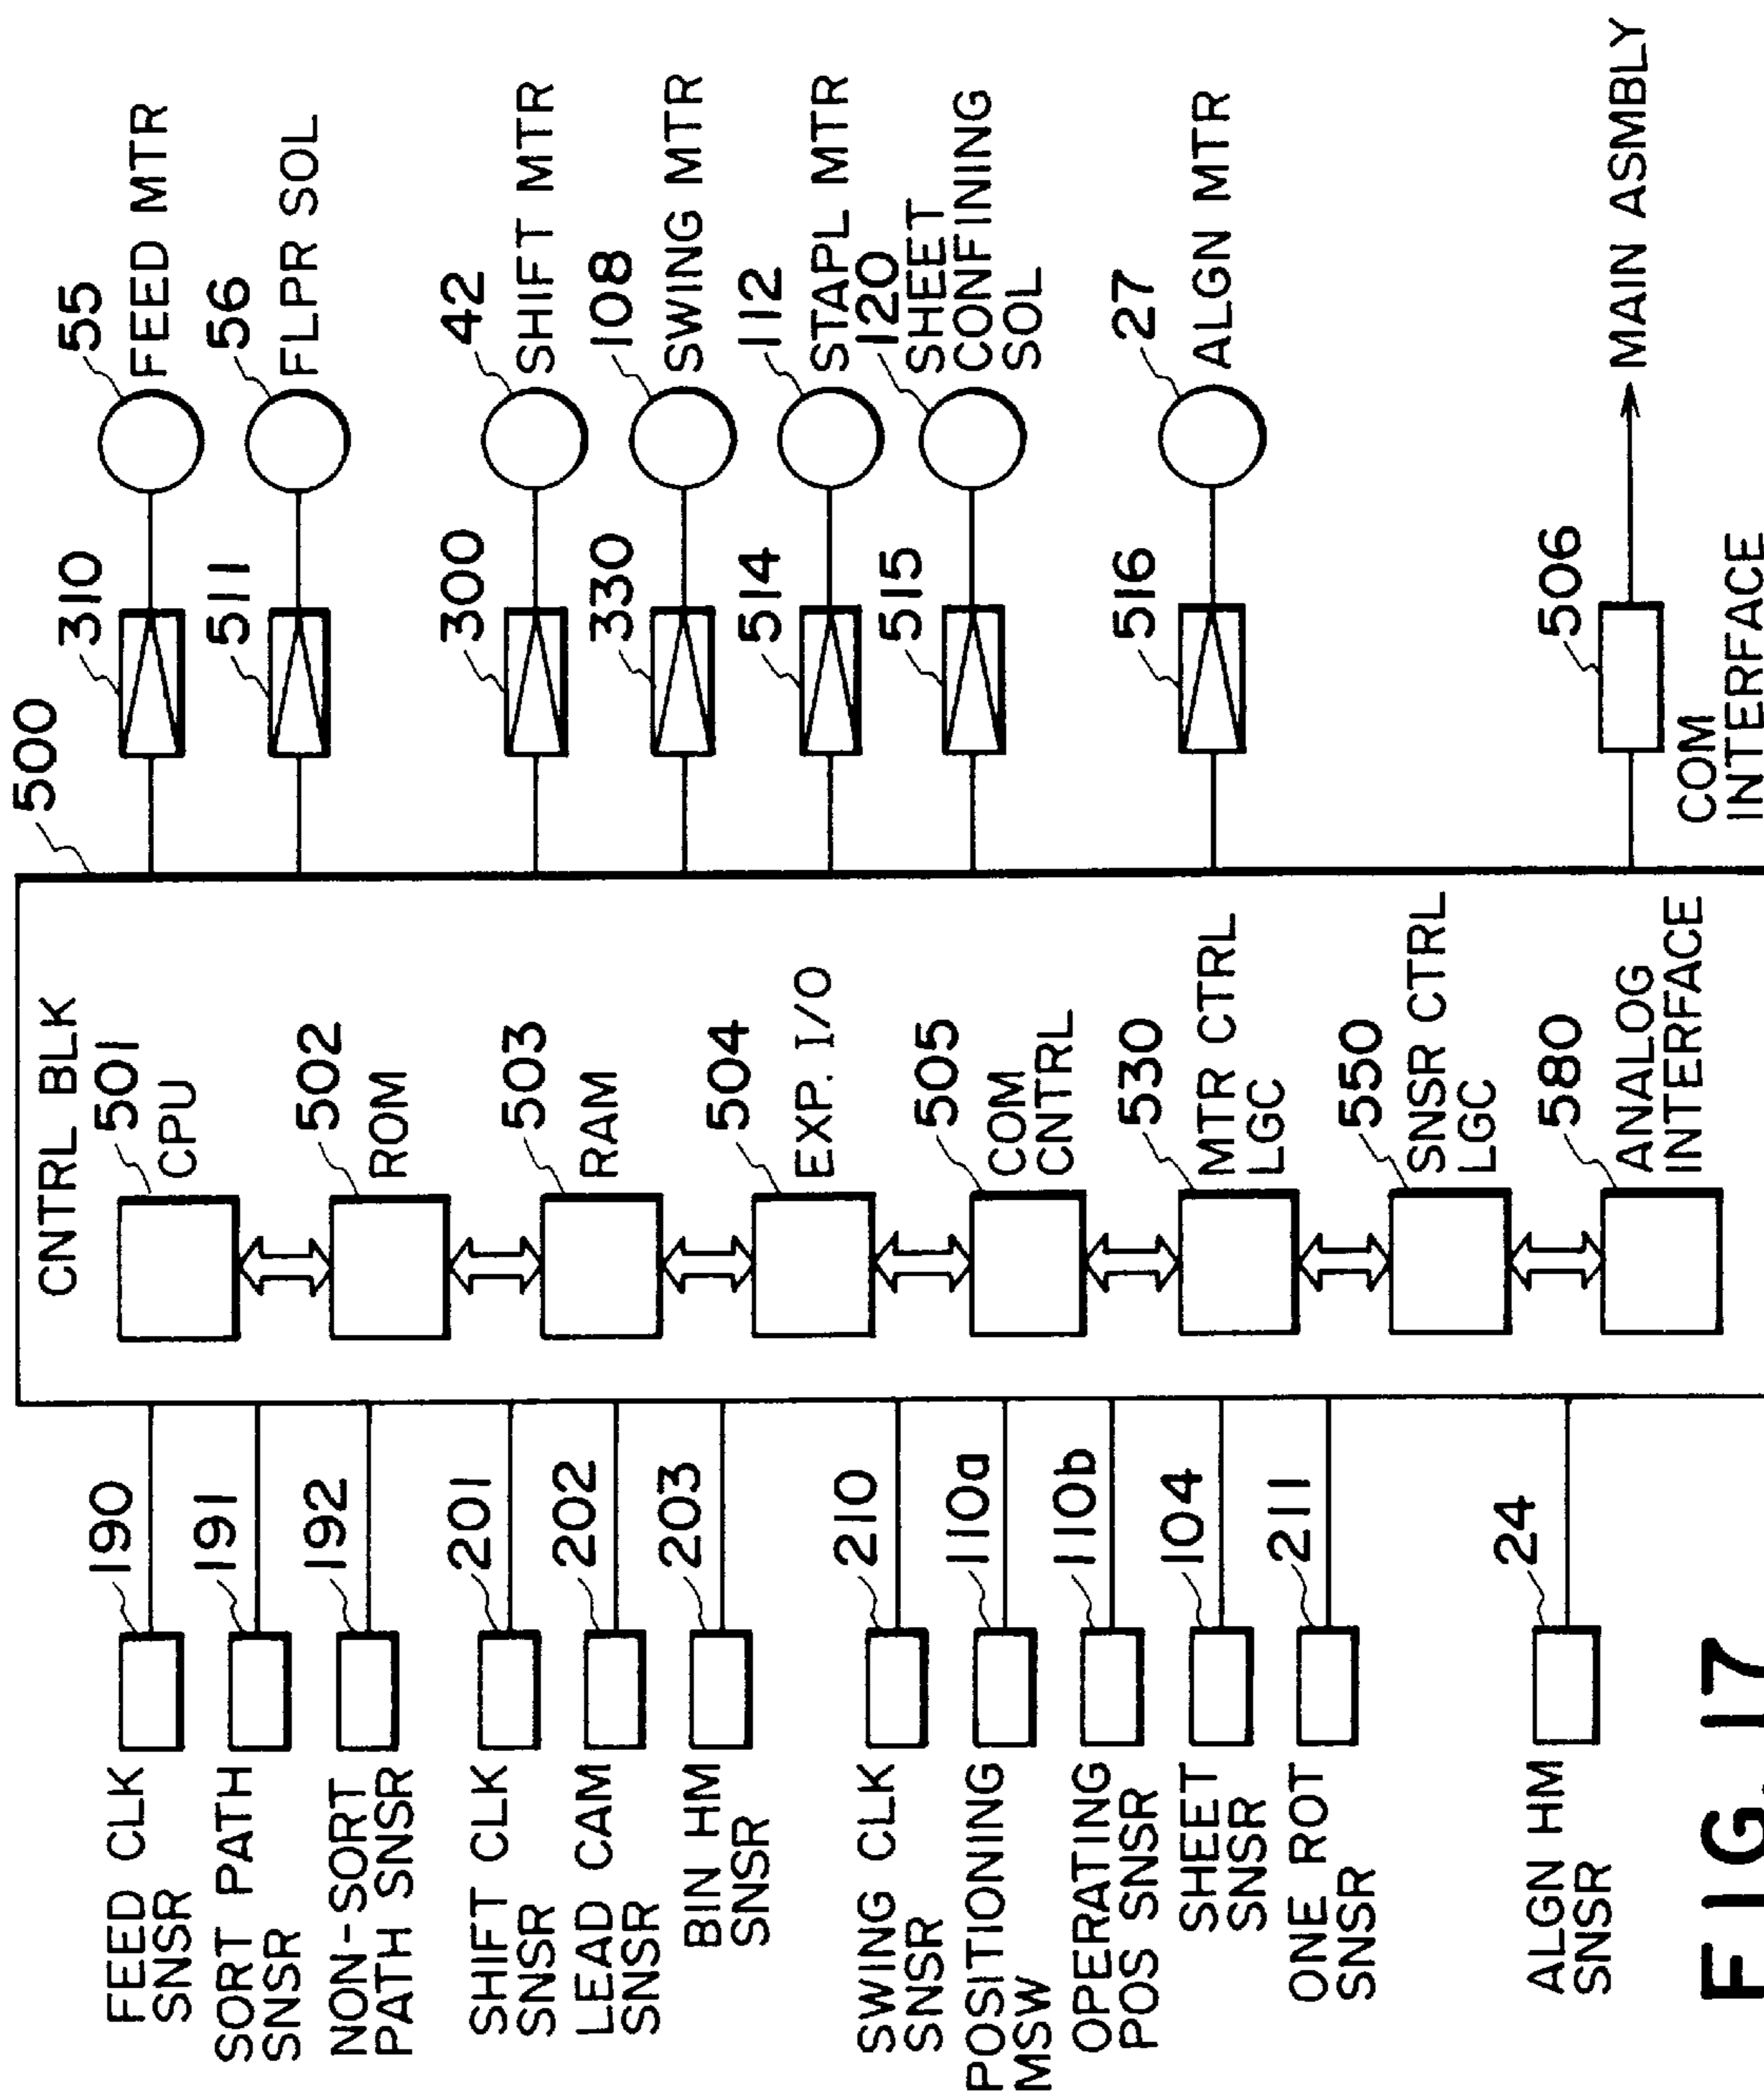 500
CNTRL BLK
FEED CLK
SNSR
190
SORT PATH
SNSR
191
NON-SORT
PATH SNSR
192
SHIFT CLK
SNSR
201
LEAD CAM
SNSR
202
BIN HM
SNSR
203
SWING CLK
SNSR
210
POSITIONING
MSW
110a
OPERATING
POS SNSR
110b
SHEET
SNSR
104
ONE ROT
SNSR
211
ALGN HM
SNSR
24
501
CPU
502
ROM
503
RAM
504
EXP. I/O
505
COM
CNTRL
530
MTR CTRL
LGC
550
SNSR CTRL
LGC
580
ANALOG
INTERFACE
310
55
FEED MTR
511
56
FLPR SOL
300
42
SHIFT MTR
330
108
SWING MTR
514
112
STAPL MTR
515
120
SHEET
CONFINING
SOL
516
27
ALGN MTR
506
MAIN ASMBLY
COM
INTERFACE
FIG. 17